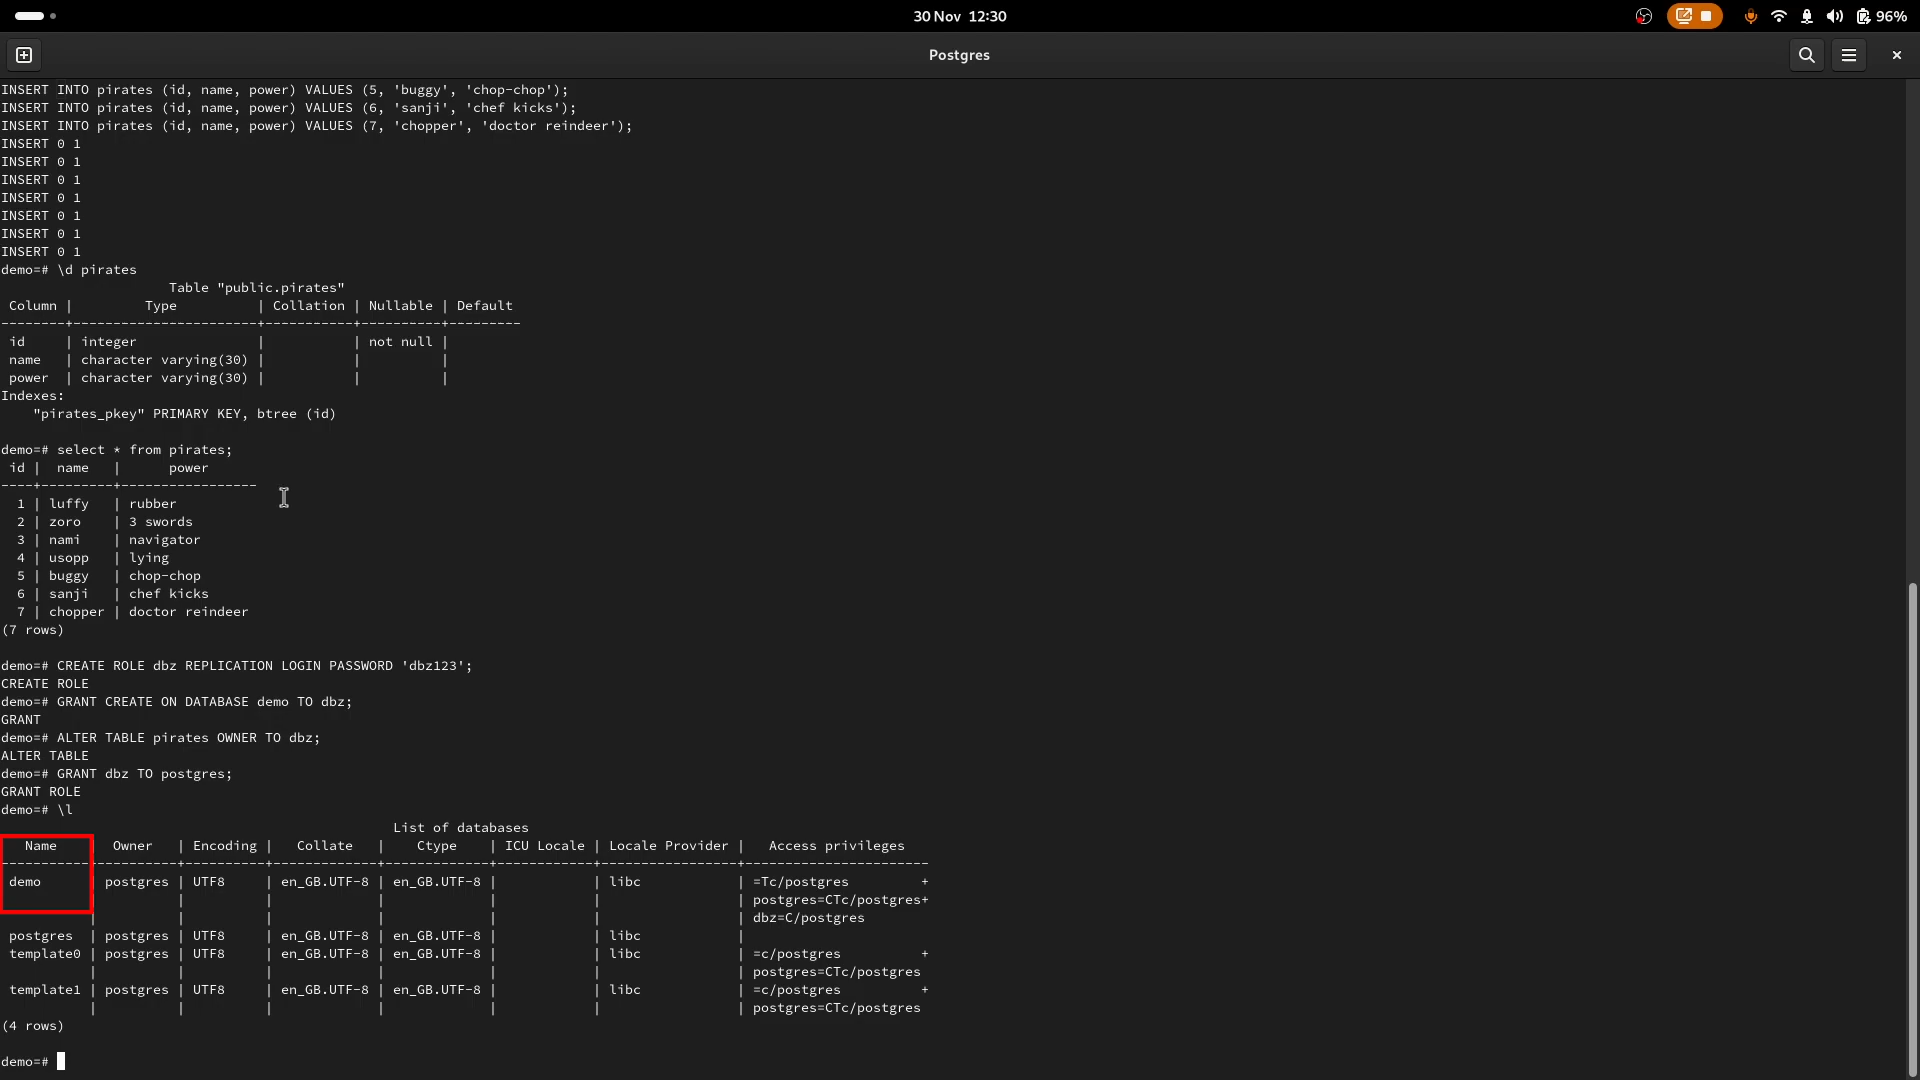 30 Nov 12:30
96%
Postgres
INSERT INTO pirates (id, name, power) VALUES (5, 'buggy', 'chop-chop');
INSERT INTO pirates (id, name, power) VALUES (6, 'sanji', 'chef kicks');
INSERT INTO pirates (id, name, power) VALUES (7, 'chopper', 'doctor reindeer');
INSERT 0 1
INSERT 0 1
INSERT 0 1
INSERT 0 1
INSERT 0 1
INSERT 0 1
INSERT 0 1
demo=# \d pirates
                     Table "public.pirates"
 Column |         Type          | Collation | Nullable | Default
--------+-----------------------+-----------+----------+---------
 id     | integer               |           | not null |
 name   | character varying(30) |           |          |
 power  | character varying(30) |           |          |
Indexes:
    "pirates_pkey" PRIMARY KEY, btree (id)
demo=# select * from pirates;
 id |  name   |      power
----+---------+-----------------
  1 | luffy   | rubber
  2 | zoro    | 3 swords
  3 | nami    | navigator
  4 | usopp   | lying
  5 | buggy   | chop-chop
  6 | sanji   | chef kicks
  7 | chopper | doctor reindeer
(7 rows)
demo=# CREATE ROLE dbz REPLICATION LOGIN PASSWORD 'dbz123';
CREATE ROLE
demo=# GRANT CREATE ON DATABASE demo TO dbz;
GRANT
demo=# ALTER TABLE pirates OWNER TO dbz;
ALTER TABLE
demo=# GRANT dbz TO postgres;
GRANT ROLE
demo=# \l
                                                 List of databases
   Name    |  Owner   | Encoding |   Collate   |    Ctype    | ICU Locale | Locale Provider |   Access privileges
-----------+----------+----------+-------------+-------------+------------+-----------------+-----------------------
 demo      | postgres | UTF8     | en_GB.UTF-8 | en_GB.UTF-8 |            | libc            | =Tc/postgres         +
           |          |          |             |             |            |                 | postgres=CTc/postgres+
           |          |          |             |             |            |                 | dbz=C/postgres
 postgres  | postgres | UTF8     | en_GB.UTF-8 | en_GB.UTF-8 |            | libc            |
 template0 | postgres | UTF8     | en_GB.UTF-8 | en_GB.UTF-8 |            | libc            | =c/postgres          +
           |          |          |             |             |            |                 | postgres=CTc/postgres
 template1 | postgres | UTF8     | en_GB.UTF-8 | en_GB.UTF-8 |            | libc            | =c/postgres          +
           |          |          |             |             |            |                 | postgres=CTc/postgres
(4 rows)
demo=#